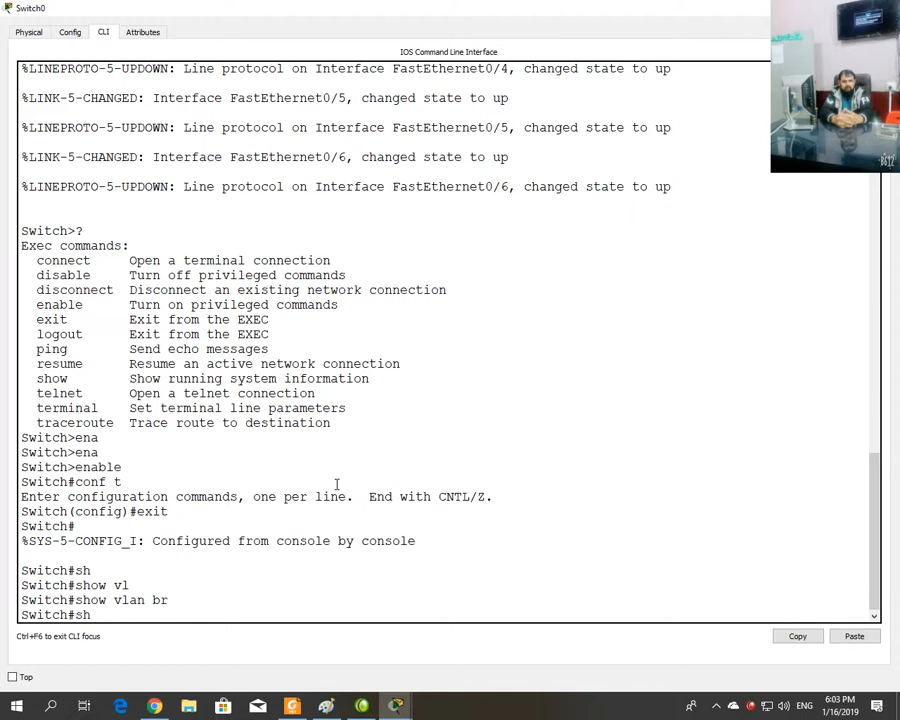 Switch0
Physical
Config
CLI
Attributes
IOS Command Line Interface
%LINEPROTO-5-UPDOWN: Line protocol on Interface FastEthernet0/4, changed state to up
%LINK-5-CHANGED: Interface FastEthernet0/5, changed state to up
%LINEPROTO-5-UPDOWN: Line protocol on Interface FastEthernet0/5, changed state to up
%LINK-5-CHANGED: Interface FastEthernet0/6, changed state to up
%LINEPROTO-5-UPDOWN: Line protocol on Interface FastEthernet0/6, changed state to up
Switch>?
Exec commands:
connect Open a terminal connection
disable Turn off privileged commands
disconnect Disconnect an existing network connection
enable Turn on privileged commands
exit Exit from the EXEC
logout Exit from the EXEC
ping Send echo messages
resume Resume an active network connection
show Show running system information
telnet Open a telnet connection
terminal Set terminal line parameters
traceroute Trace route to destination
Switch>ena
Switch>ena
Switch>enable
Switch#conf t
Enter configuration commands, one per line. End with CNTL/Z.
Switch(config)#exit
Switch#
%SYS-5-CONFIG_I: Configured from console by console
Switch#sh
Switch#show vl
Switch#show vlan br
Switch#sh
Ctrl+F6 to exit CLI focus
Copy
Paste
Top
ENG
6:03 PM
1/16/2019